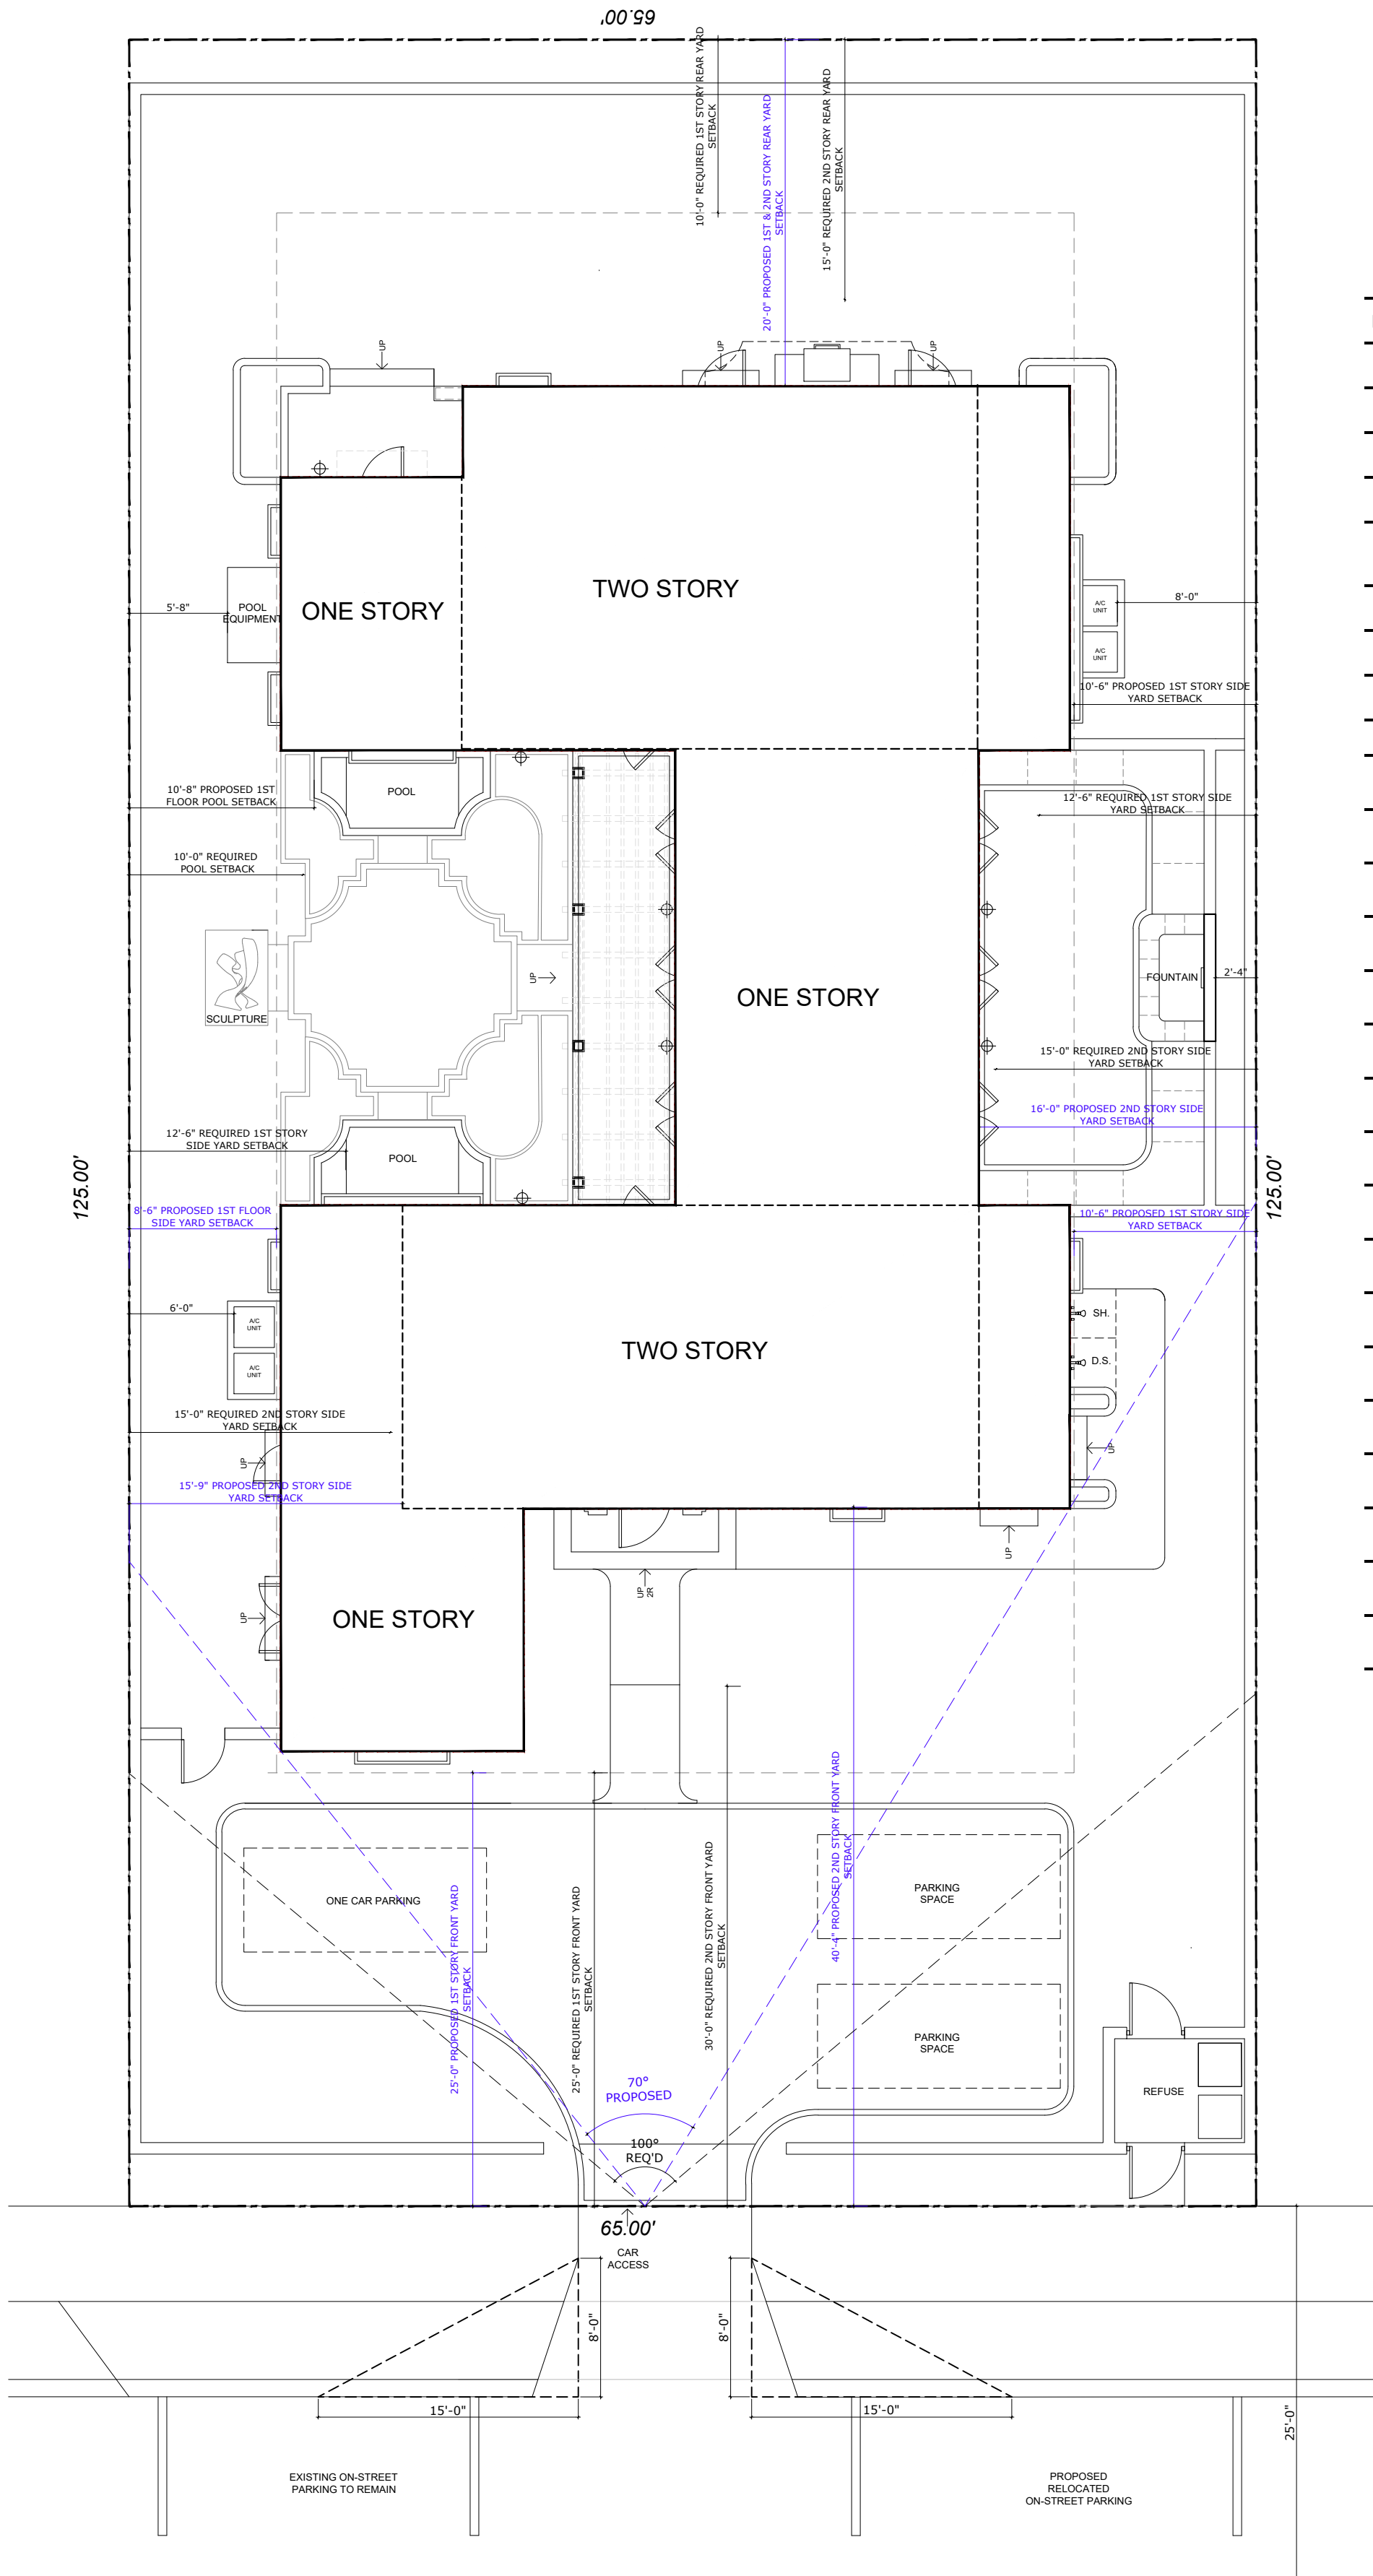 65.00'
10'-0" REQUIRED 1ST STORY REAR YARD
SETBACK
20'-0" PROPOSED 1ST & 2ND STORY REAR YARD
SETBACK
15'-0" REQUIRED 2ND STORY REAR YARD
SETBACK
UP
UP
UP
TWO STORY
ONE STORY
5'-8"
POOL
EQUIPMENT
A/C
UNIT
A/C
UNIT
8'-0"
10'-6" PROPOSED 1ST STORY SIDE
YARD SETBACK
10'-8" PROPOSED 1ST
FLOOR POOL SETBACK
POOL
12'-6" REQUIRED 1ST STORY SIDE
YARD SETBACK
10'-0" REQUIRED
POOL SETBACK
SCULPTURE
UP
ONE STORY
FOUNTAIN
2'-4"
15'-0" REQUIRED 2ND STORY SIDE
YARD SETBACK
16'-0" PROPOSED 2ND STORY SIDE
YARD SETBACK
12'-6" REQUIRED 1ST STORY
SIDE YARD SETBACK
POOL
125.00'
125.00'
8'-6" PROPOSED 1ST FLOOR
SIDE YARD SETBACK
10'-6" PROPOSED 1ST STORY SIDE
YARD SETBACK
6'-0"
A/C
UNIT
A/C
UNIT
TWO STORY
SH.
D.S.
15'-0" REQUIRED 2ND STORY SIDE
YARD SETBACK
UP
UP
15'-9" PROPOSED 2ND STORY SIDE
YARD SETBACK
UP
UP
2R
UP
ONE STORY
ONE CAR PARKING
25'-0" PROPOSED 1ST STORY FRONT YARD
SETBACK
25'-0" REQUIRED 1ST STORY FRONT YARD
SETBACK
30'-0" REQUIRED 2ND STORY FRONT YARD
SETBACK
40'-4" PROPOSED 2ND STORY FRONT YARD
SETBACK
PARKING
SPACE
PARKING
SPACE
70°
PROPOSED
100°
REQ'D
REFUSE
65.00'
CAR
ACCESS
8'-0"
8'-0"
15'-0"
15'-0"
25'-0"
EXISTING ON-STREET
PARKING TO REMAIN
PROPOSED
RELOCATED
ON-STREET PARKING